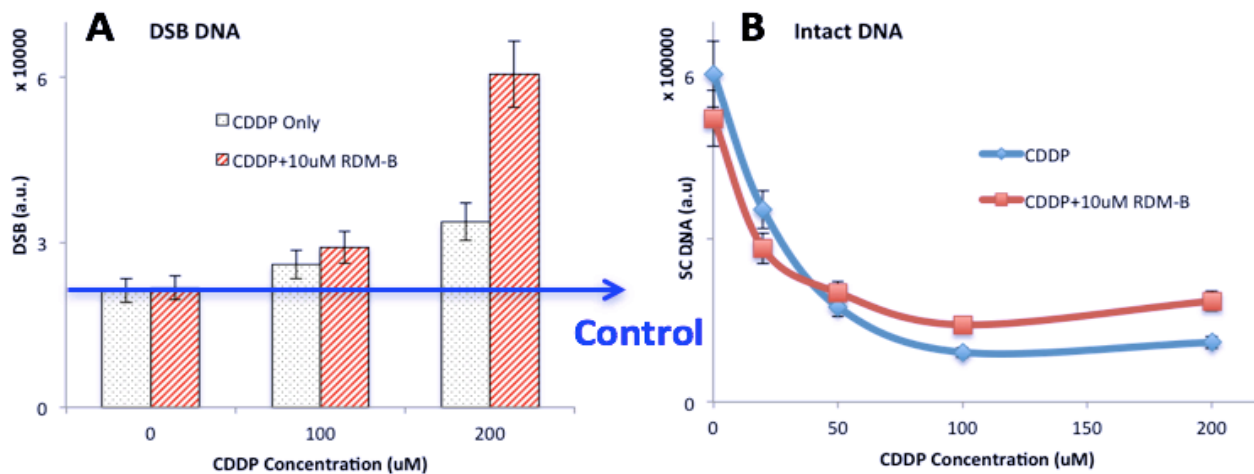 A DSB DNA
x 10000
6
3
0
DSB (a.u.)
CDDP Only
CDDP+10uM RDM-B
0 100 200
CDDP Concentration (uM)
Control
B Intact DNA
x 100000
6
3
0
SC DNA (a.u)
CDDP
CDDP+10uM RDM-B
0 50 100 150 200
CDDP Concentration (uM)